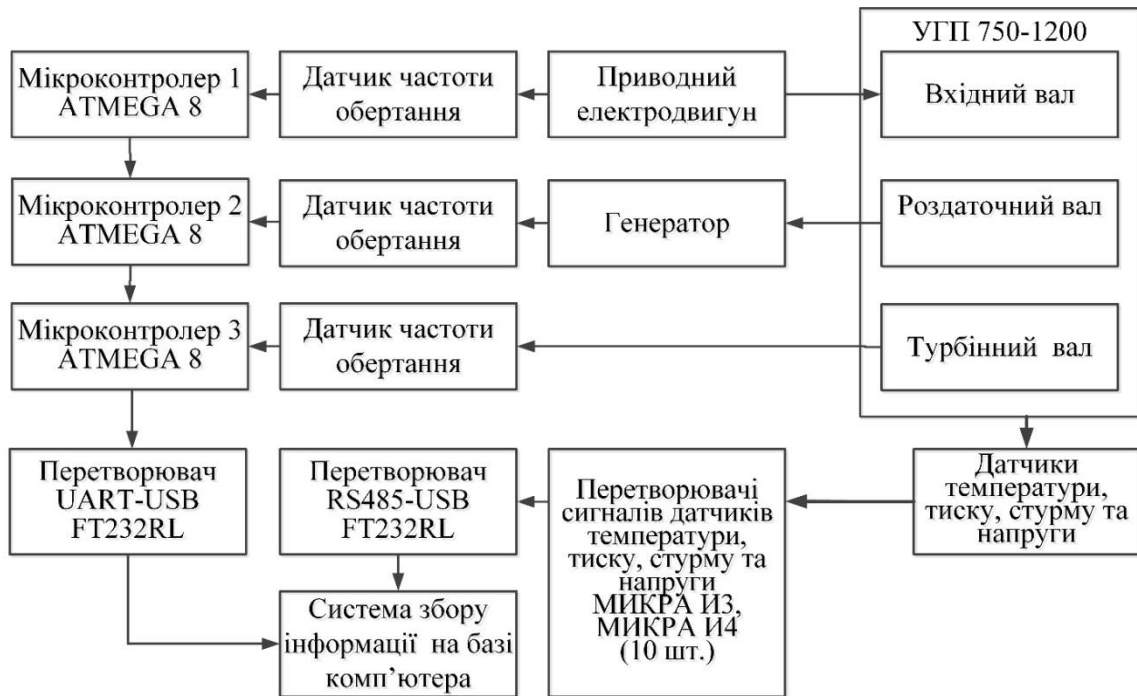 УГП 750-1200
Мікроконтролер 1
ATMEGA 8
Датчик частоти
обертання
Приводний
електродвигун
Вхідний вал
Мікроконтролер 2
ATMEGA 8
Датчик частоти
обертання
Генератор
Роздаточний вал
Мікроконтролер 3
ATMEGA 8
Датчик частоти
обертання
Турбінний вал
Перетворювач
UART-USB
FT232RL
Перетворювач
RS485-USB
FT232RL
Перетворювачі
сигналів датчиків
температури,
тиску, стурму та
напруги
МИКРА ИЗ,
МИКРА И4
(10 шт.)
Датчики
температури,
тиску, стурму та
напруги
Система збору
інформації на базі
комп’ютера